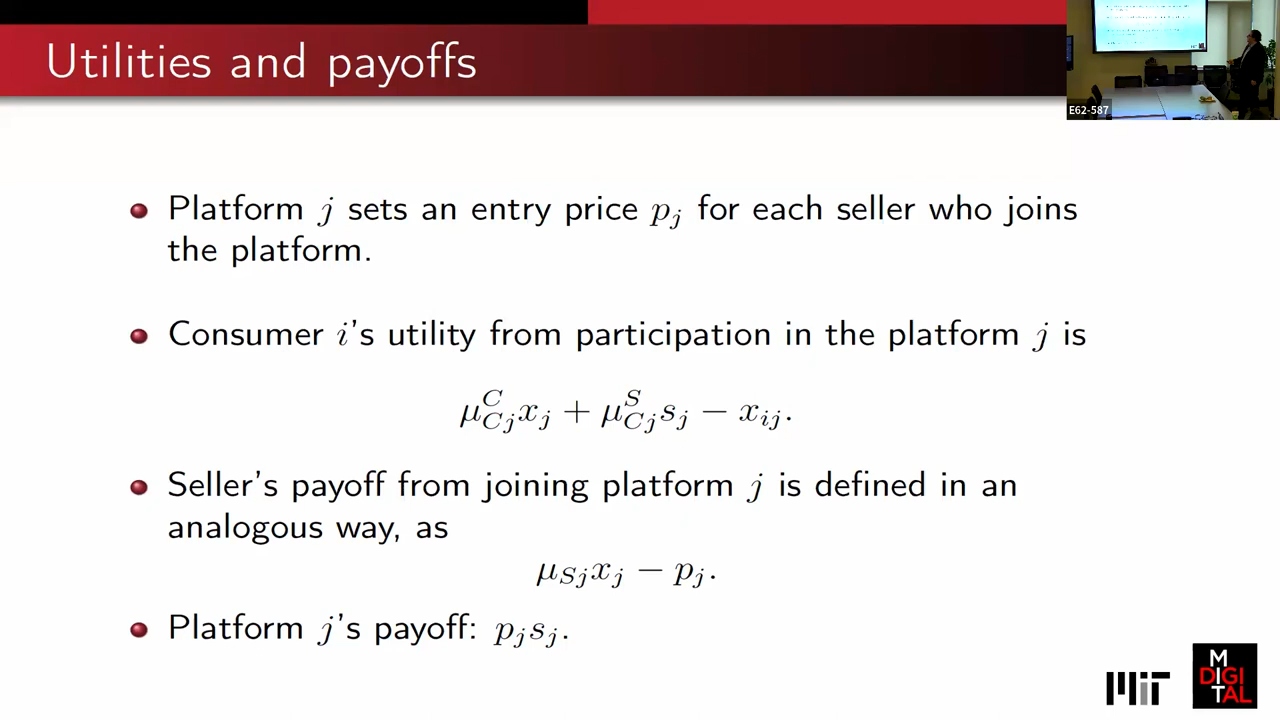 Utilities and payoffs
E62-587
Platform j sets an entry price p_j for each seller who joins
the platform.
Consumer i's utility from participation in the platform j is
μ^C_{Cj} x_j + μ^S_{Cj} s_j − x_{ij}.
Seller's payoff from joining platform j is defined in an
analogous way, as
μ_{Sj} x_j − p_j.
Platform j's payoff: p_j s_j.
MIT
MIT DIGITAL